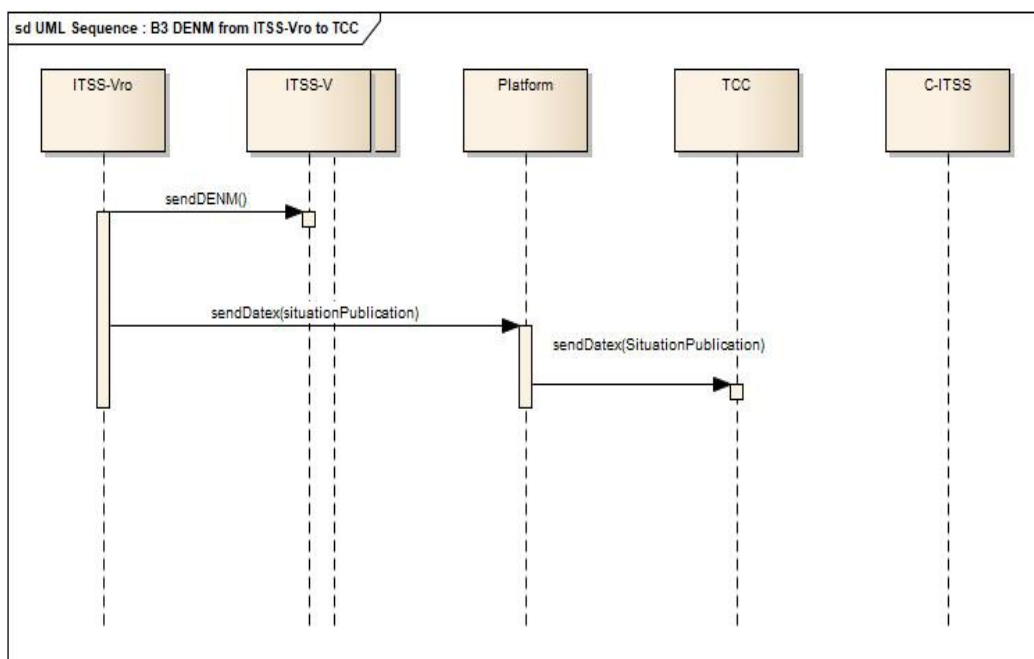 sd UML Sequence : B3 DENM from ITSS-Vro to TCC
ITSS-Vro
ITSS-V
Platform
TCC
C-ITSS
sendDENM()
sendDatex(situationPublication)
sendDatex(SituationPublication)